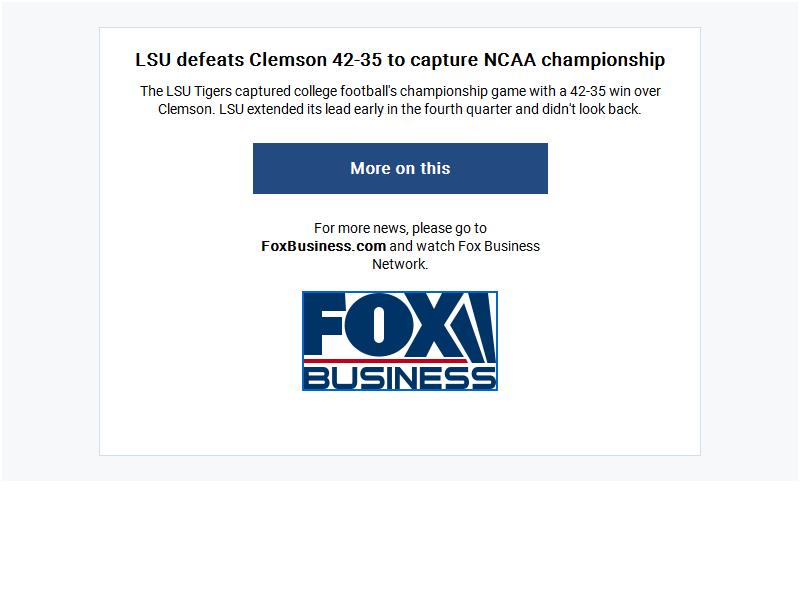 LSU defeats Clemson 42-35 to capture NCAA championship
The LSU Tigers captured college football's championship game with a 42-35 win over
Clemson. LSU extended its lead early in the fourth quarter and didn't look back.
More on this
For more news, please go to
FoxBusiness.com and watch Fox Business
Network.
FOX
BUSINESS